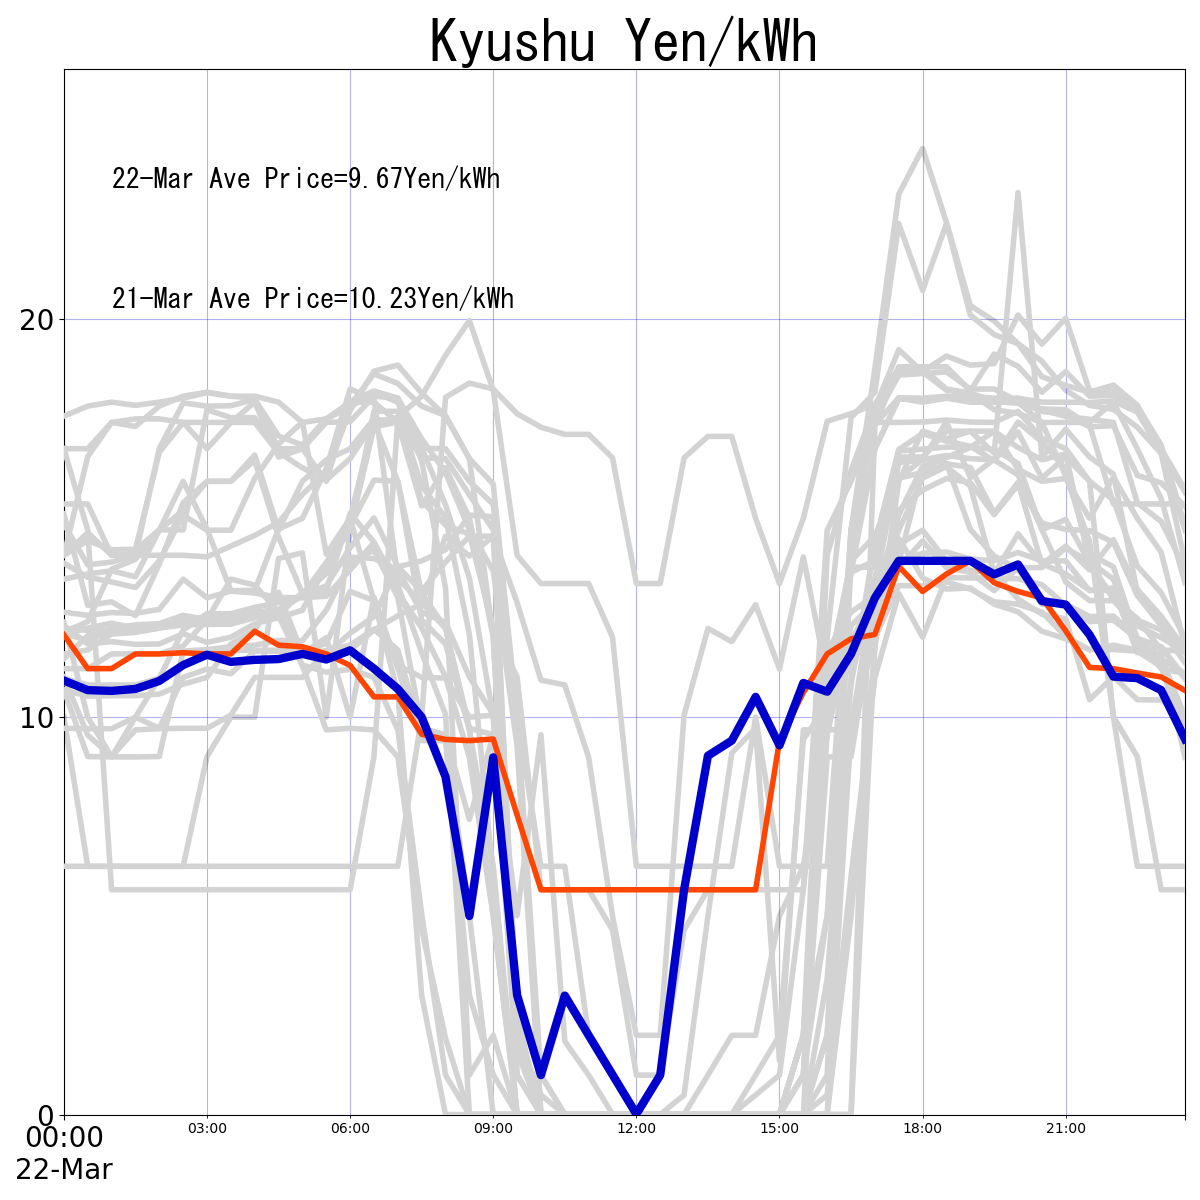 Kyushu Yen/kWh
22-Mar Ave Price=9.67Yen/kWh
21-Mar Ave Price=10.23Yen/kWh
20
10
0
00:00 03:00 06:00 09:00 12:00 15:00 18:00 21:00
22-Mar